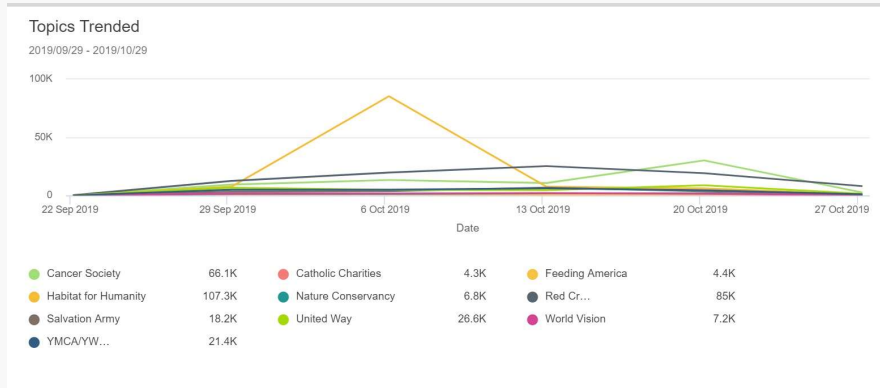 Topics Trended
2019/09/29 - 2019/10/29
100K
50K
0
22 Sep 2019 29 Sep 2019 6 Oct 2019 13 Oct 2019 20 Oct 2019 27 Oct 2019
Date
Cancer Society 66.1K Catholic Charities 4.3K Feeding America 4.4K
Habitat for Humanity 107.3K Nature Conservancy 6.8K Red Cr... 85K
Salvation Army 18.2K United Way 26.6K World Vision 7.2K
YMCA/YW... 21.4K